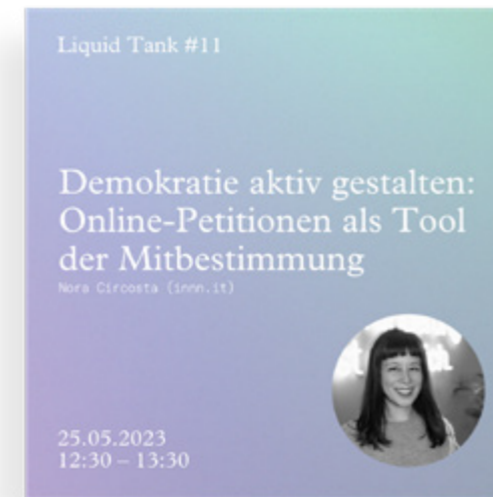 Liquid Tank #11
Demokratie aktiv gestalten:
Online-Petitionen als Tool
der Mitbestimmung
Nora Circosta (innn.it)
25.05.2023
12:30 – 13:30